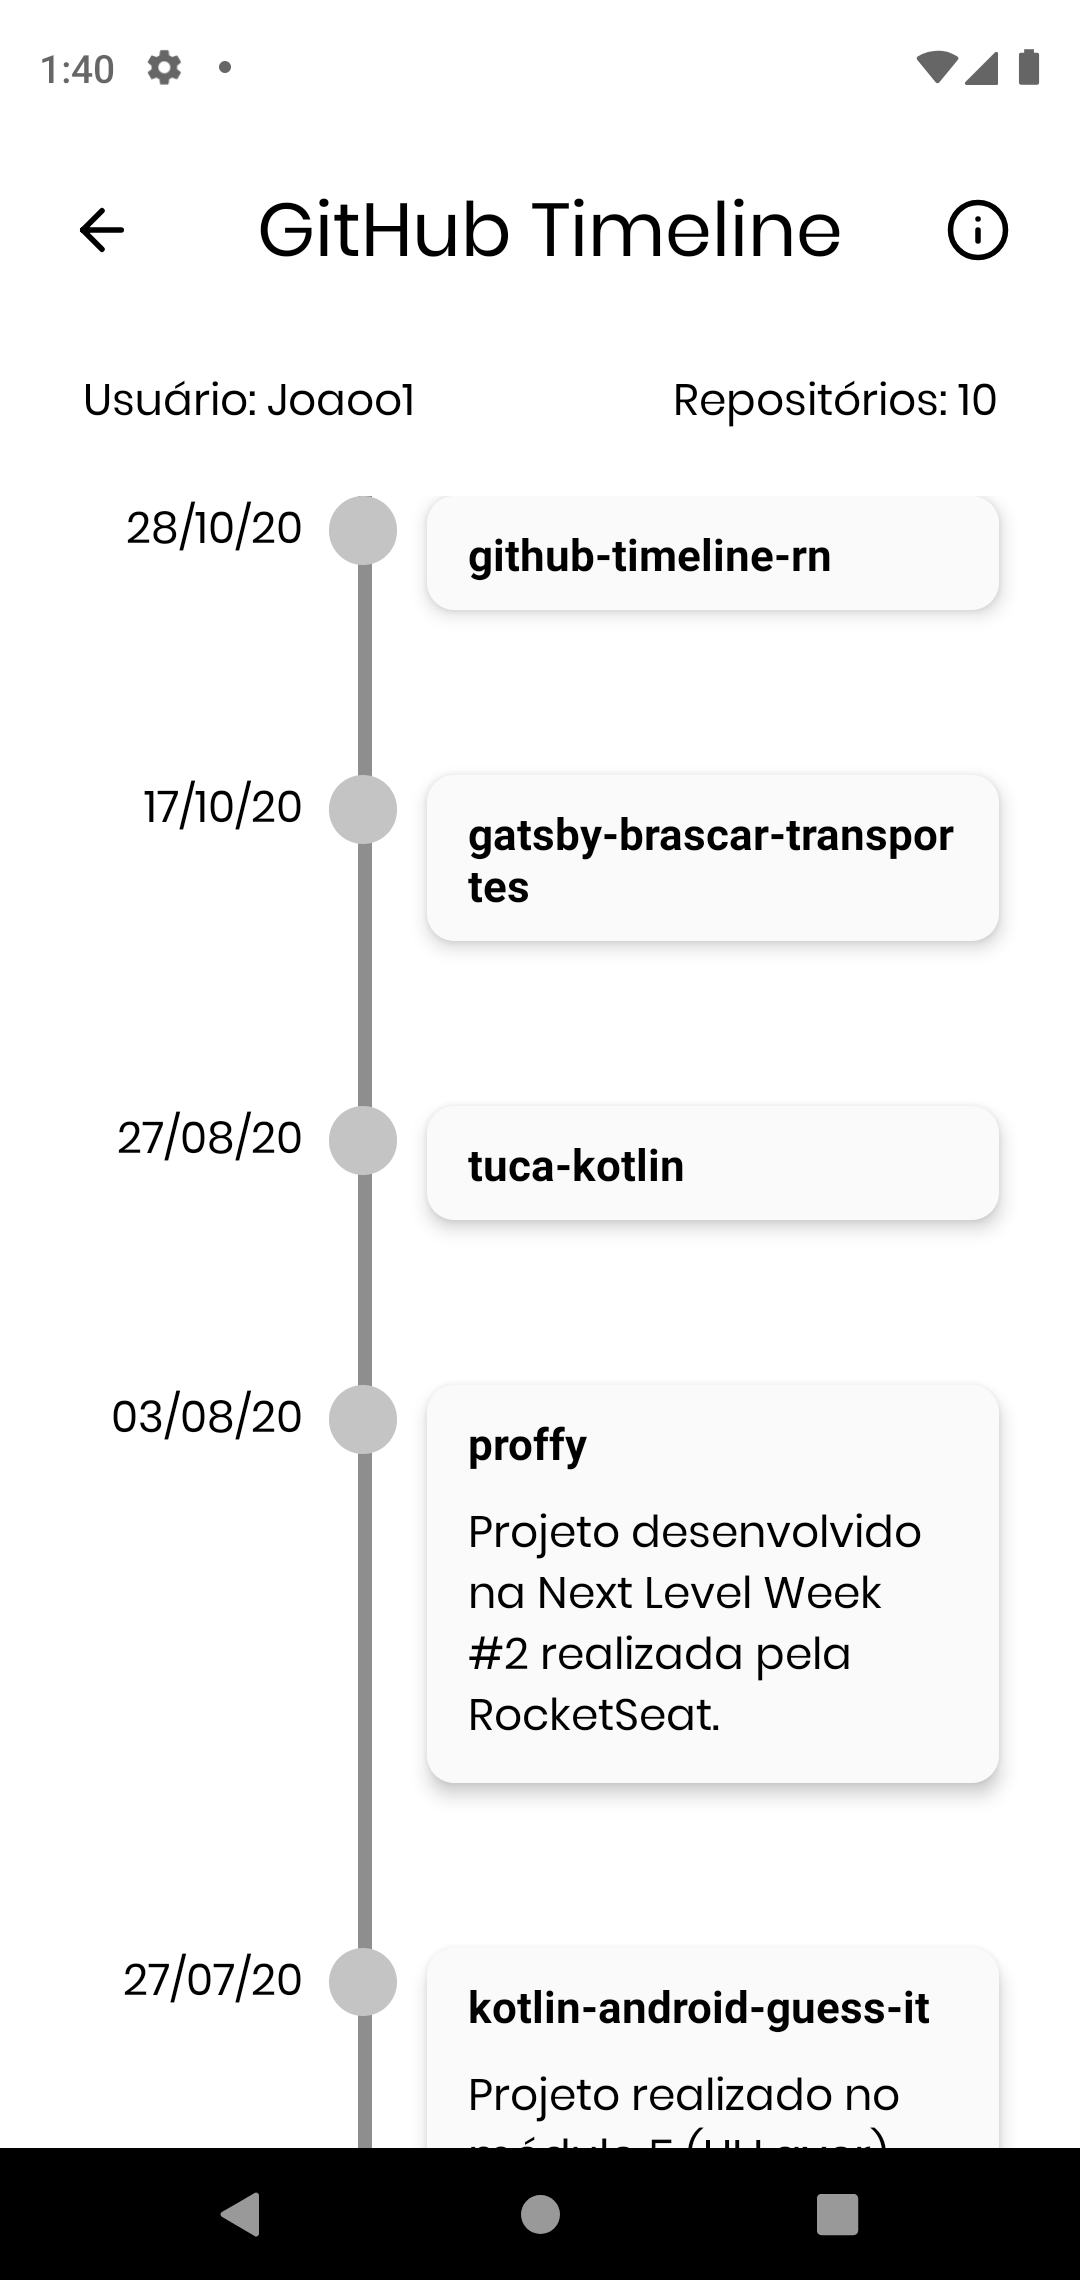 1:40
GitHub Timeline
Usuário: Joaoo1
Repositórios: 10
28/10/20
github-timeline-rn
17/10/20
gatsby-brascar-transpor
tes
27/08/20
tuca-kotlin
03/08/20
proffy
Projeto desenvolvido
na Next Level Week
#2 realizada pela
RocketSeat.
27/07/20
kotlin-android-guess-it
Projeto realizado no